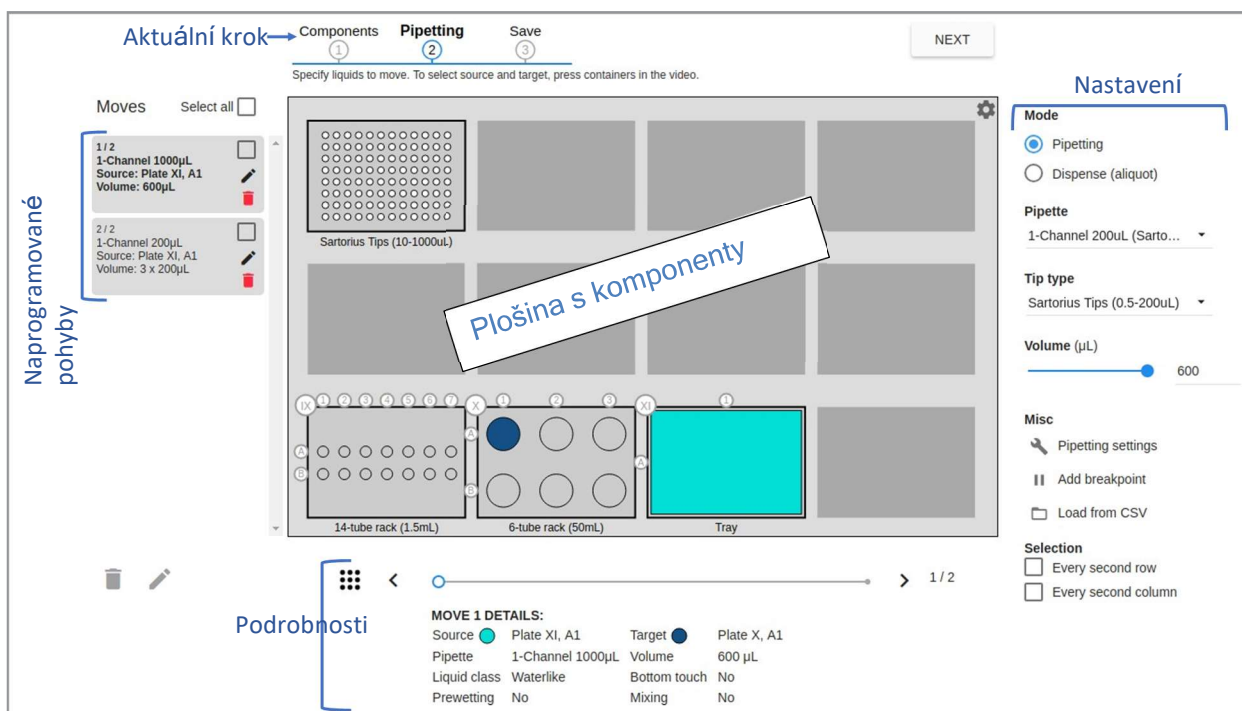 Aktuální krok
Components
Pipetting
Save
1
2
3
NEXT
Specify liquids to move. To select source and target, press containers in the video.
Nastavení
Moves
Select all
Naprogramované
pohyby
1 / 2
1-Channel 1000µL
Source: Plate XI, A1
Volume: 600µL
2 / 2
1-Channel 200µL
Source: Plate XI, A1
Volume: 3 x 200µL
Sartorius Tips (10-1000uL)
Plošina s komponenty
IX 1 2 3 4 5 6 7
A
B
14-tube rack (1.5mL)
X 1 2 3
A
B
6-tube rack (50mL)
XI 1
A
Tray
Mode
Pipetting
Dispense (aliquot)
Pipette
1-Channel 200uL (Sarto…
Tip type
Sartorius Tips (0.5-200uL)
Volume (µL)
600
Misc
Pipetting settings
Add breakpoint
Load from CSV
Selection
Every second row
Every second column
Podrobnosti
1 / 2
MOVE 1 DETAILS:
Source Plate XI, A1 Target Plate X, A1
Pipette 1-Channel 1000µL Volume 600 µL
Liquid class Waterlike Bottom touch No
Prewetting No Mixing No